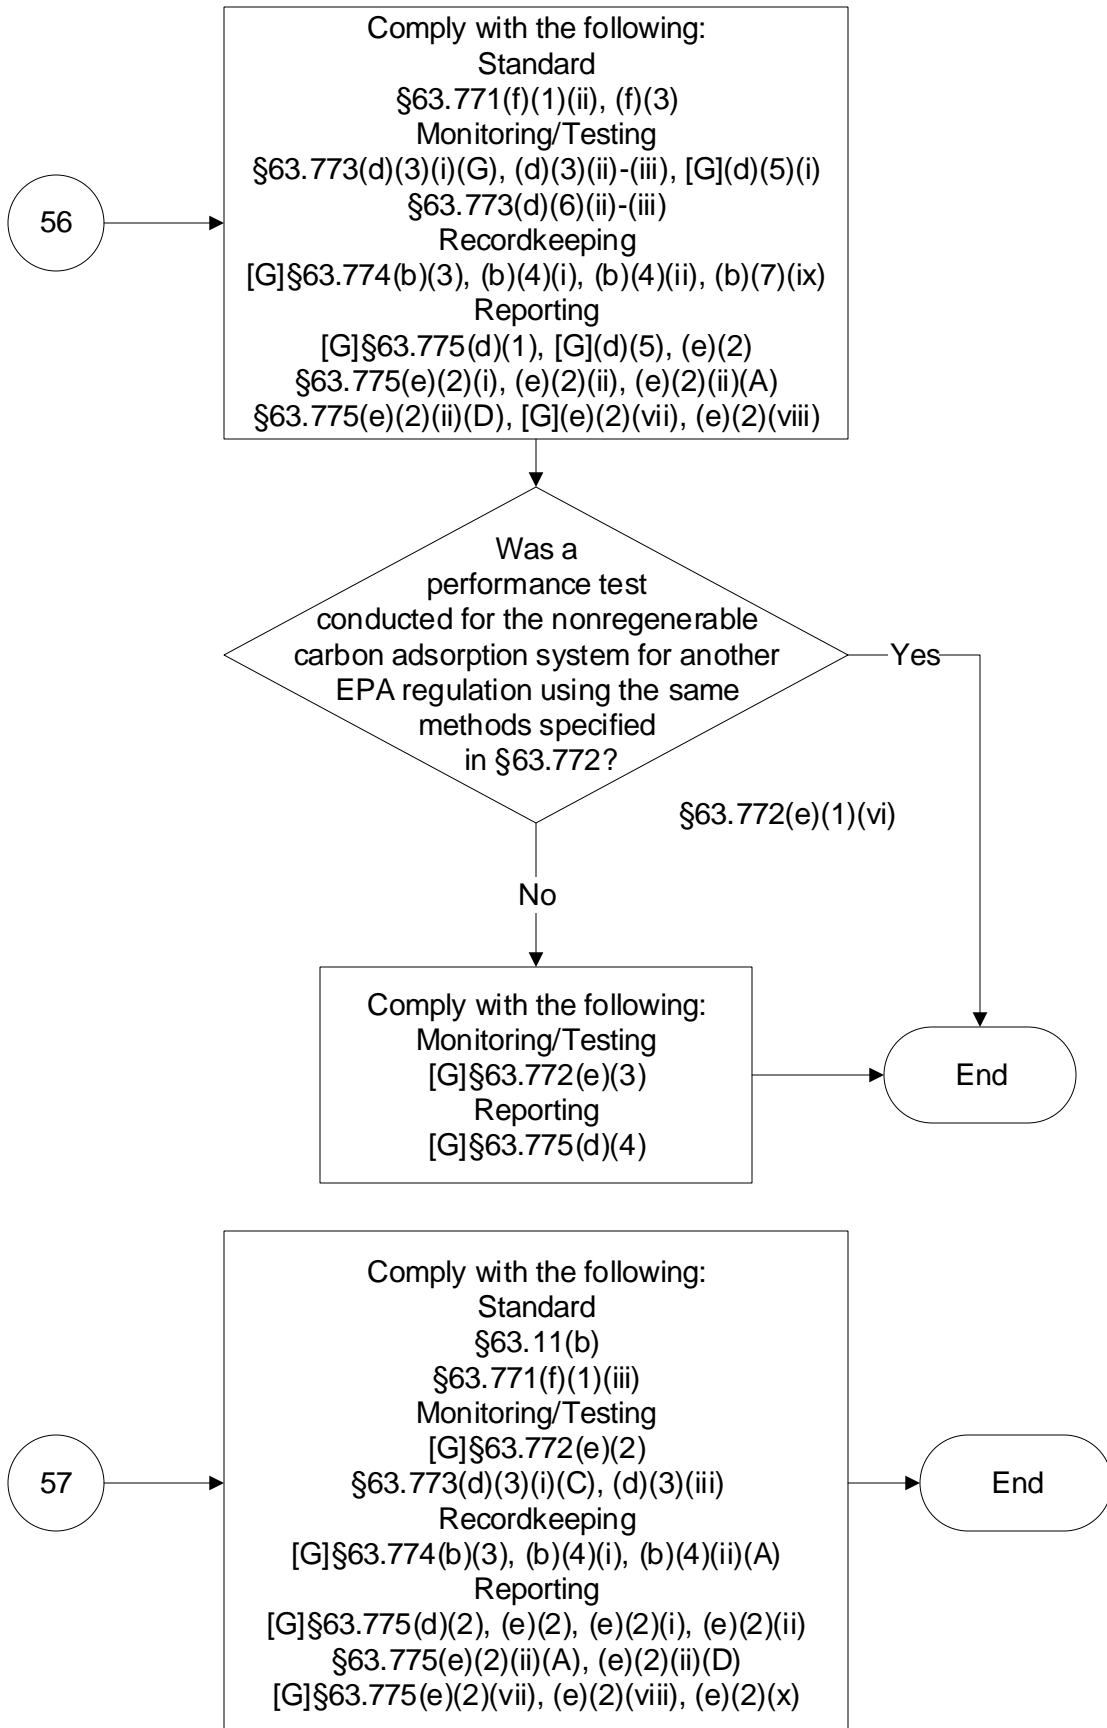 Comply with the following:
Standard
§63.771(f)(1)(ii), (f)(3)
Monitoring/Testing
§63.773(d)(3)(i)(G), (d)(3)(ii)-(iii), [G](d)(5)(i)
§63.773(d)(6)(ii)-(iii)
Recordkeeping
[G]§63.774(b)(3), (b)(4)(i), (b)(4)(ii), (b)(7)(ix)
Reporting
[G]§63.775(d)(1), [G](d)(5), (e)(2)
§63.775(e)(2)(i), (e)(2)(ii), (e)(2)(ii)(A)
§63.775(e)(2)(ii)(D), [G](e)(2)(vii), (e)(2)(viii)
56
Was a
performance test
conducted for the nonregenerable
carbon adsorption system for another
EPA regulation using the same
methods specified
in §63.772?
Yes
§63.772(e)(1)(vi)
No
Comply with the following:
Monitoring/Testing
[G]§63.772(e)(3)
Reporting
[G]§63.775(d)(4)
End
Comply with the following:
Standard
§63.11(b)
§63.771(f)(1)(iii)
Monitoring/Testing
[G]§63.772(e)(2)
§63.773(d)(3)(i)(C), (d)(3)(iii)
Recordkeeping
[G]§63.774(b)(3), (b)(4)(i), (b)(4)(ii)(A)
Reporting
[G]§63.775(d)(2), (e)(2), (e)(2)(i), (e)(2)(ii)
§63.775(e)(2)(ii)(A), (e)(2)(ii)(D)
[G]§63.775(e)(2)(vii), (e)(2)(viii), (e)(2)(x)
57
End